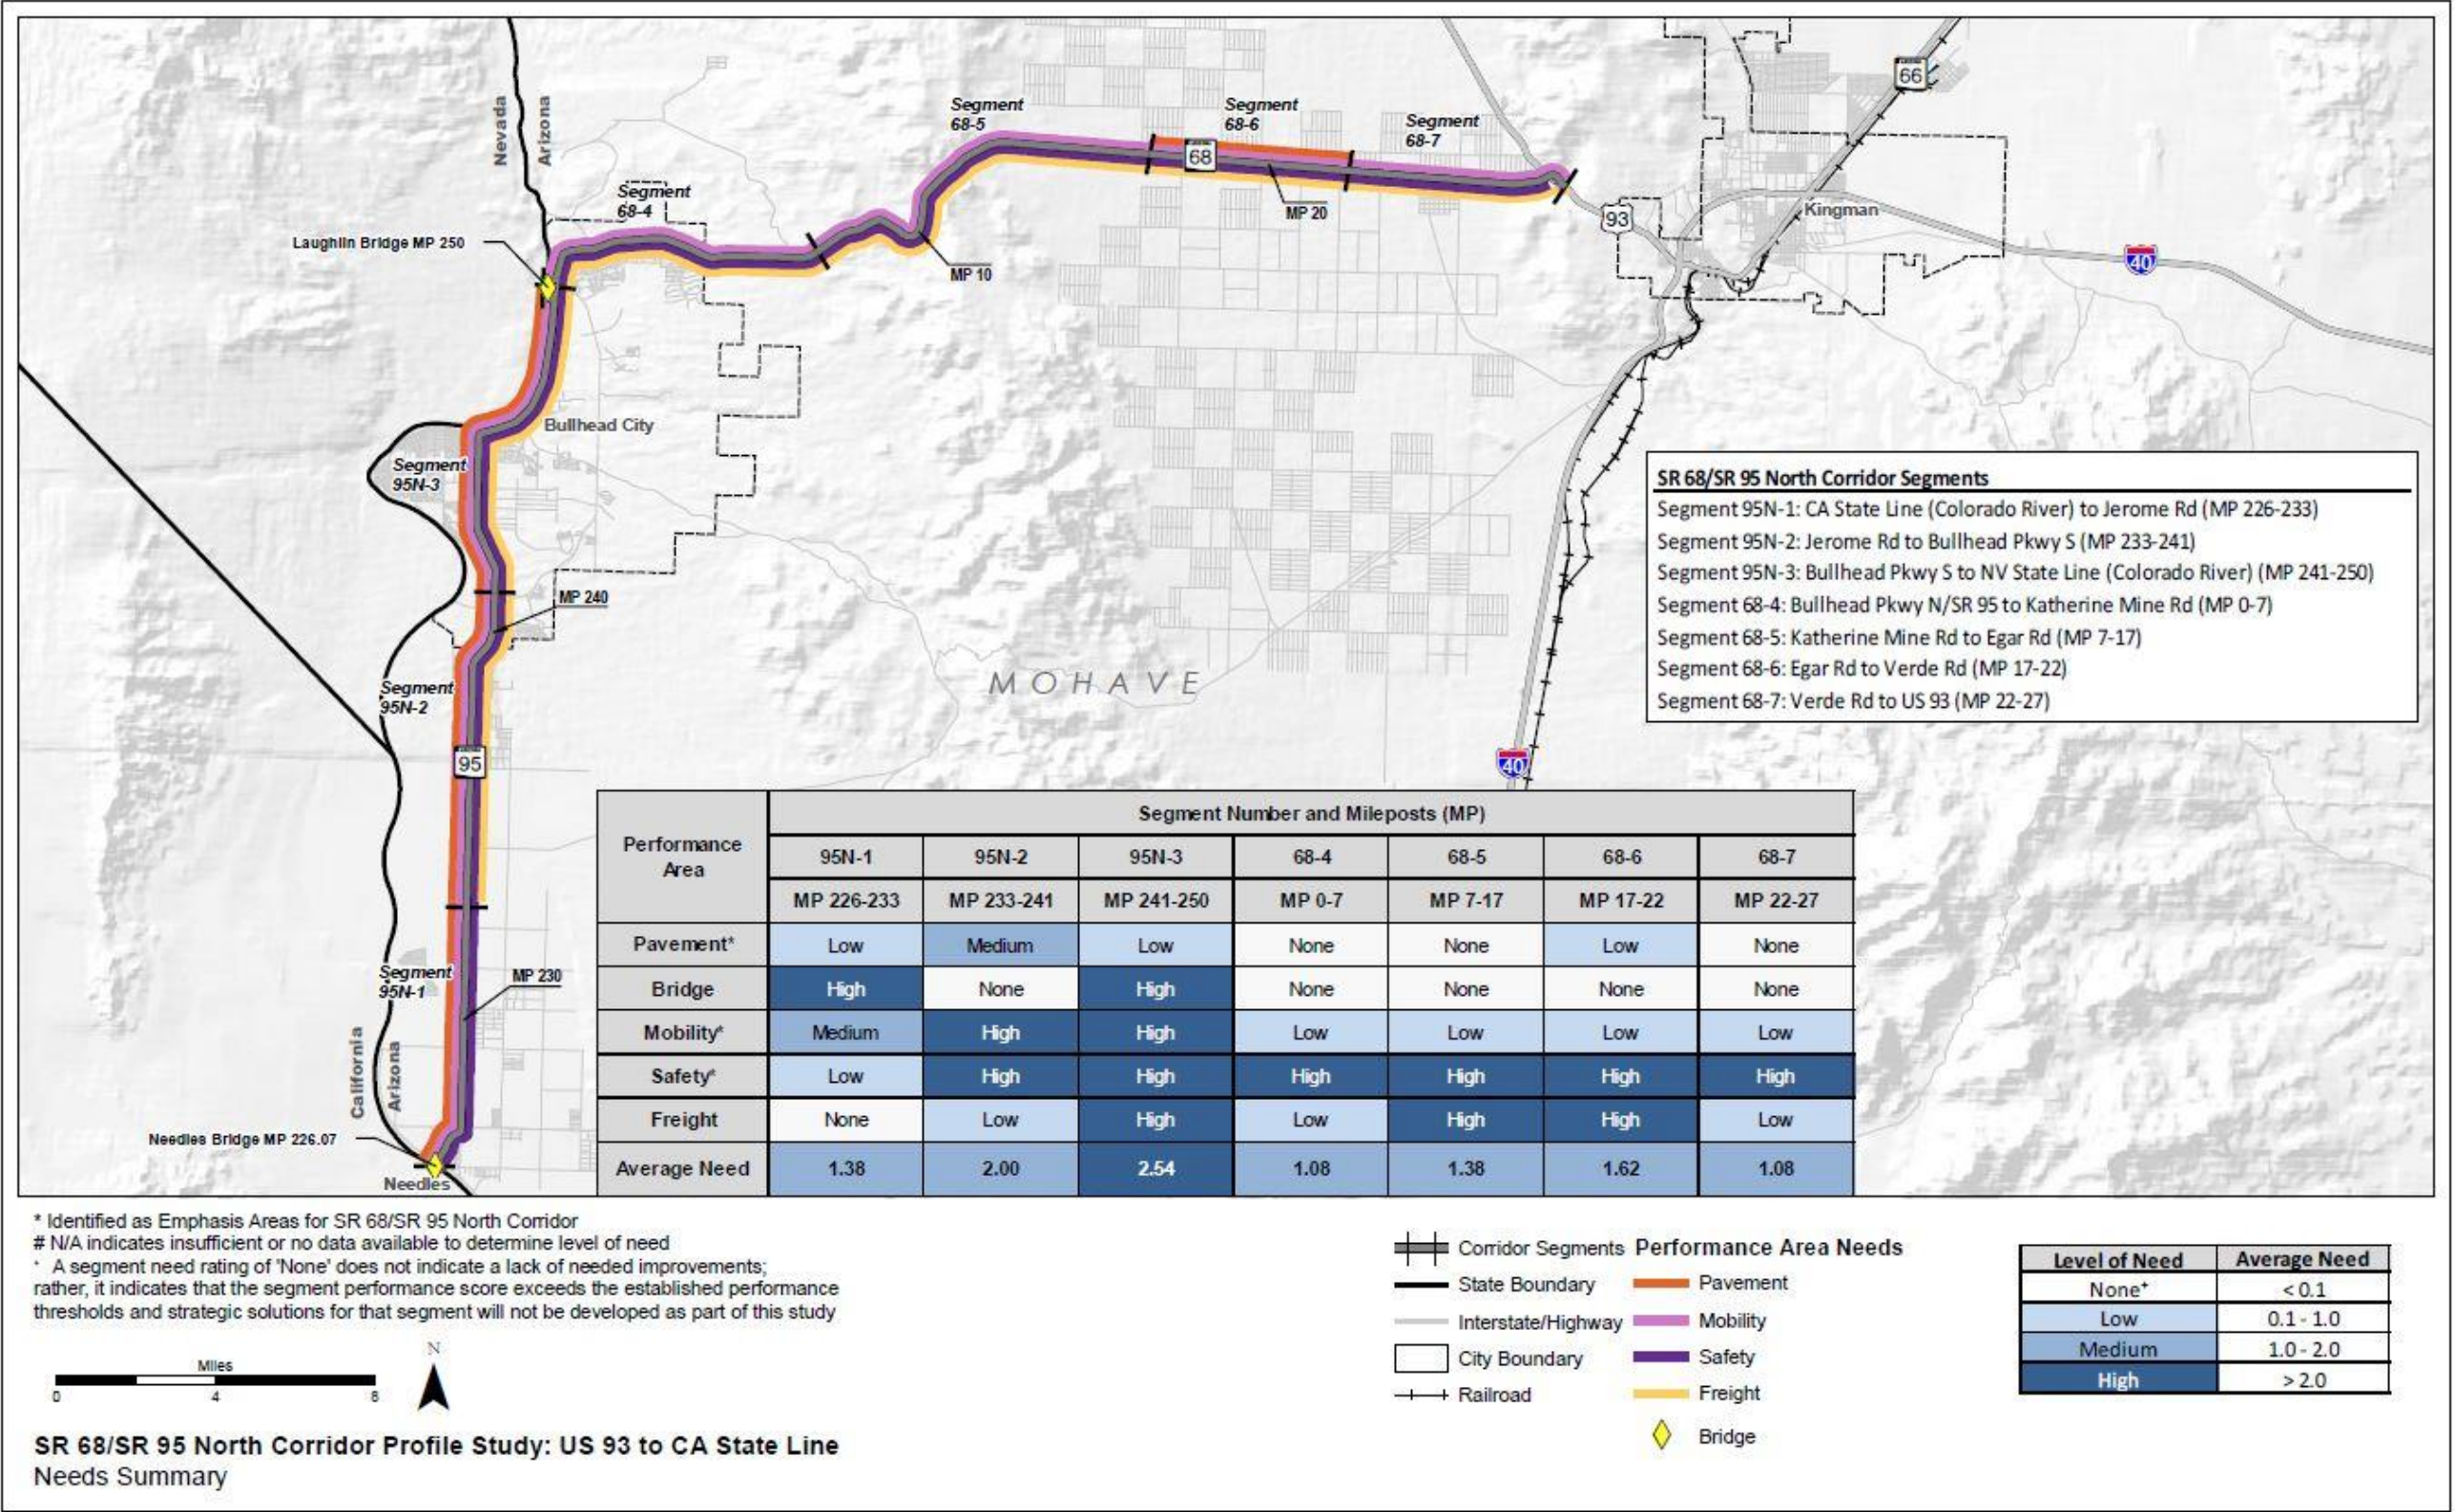 Nevada
Arizona
Segment
68-5
Segment
68-6
Segment
68-7
66
68
Segment
68-4
MP 20
93
Kingman
Laughlin Bridge MP 250
MP 10
40
Bullhead City
Segment
95N-3
SR 68/SR 95 North Corridor Segments
Segment 95N-1: CA State Line (Colorado River) to Jerome Rd (MP 226-233)
Segment 95N-2: Jerome Rd to Bullhead Pkwy S (MP 233-241)
Segment 95N-3: Bullhead Pkwy S to NV State Line (Colorado River) (MP 241-250)
Segment 68-4: Bullhead Pkwy N/SR 95 to Katherine Mine Rd (MP 0-7)
Segment 68-5: Katherine Mine Rd to Egar Rd (MP 7-17)
Segment 68-6: Egar Rd to Verde Rd (MP 17-22)
Segment 68-7: Verde Rd to US 93 (MP 22-27)
MP 240
MOHAVE
Segment
95N-2
95
40
Segment
95N-1
MP 230
California
Arizona
Needles Bridge MP 226.07
Needles
Performance Area Segment Number and Mileposts (MP)
95N-1 95N-2 95N-3 68-4 68-5 68-6 68-7
MP 226-233 MP 233-241 MP 241-250 MP 0-7 MP 7-17 MP 17-22 MP 22-27
Pavement* Low Medium Low None None Low None
Bridge High None High None None None None
Mobility* Medium High High Low Low Low Low
Safety* Low High High High High High High
Freight None Low High Low High High Low
Average Need 1.38 2.00 2.54 1.08 1.38 1.62 1.08
* Identified as Emphasis Areas for SR 68/SR 95 North Corridor
# N/A indicates insufficient or no data available to determine level of need
+ A segment need rating of 'None' does not indicate a lack of needed improvements;
rather, it indicates that the segment performance score exceeds the established performance
thresholds and strategic solutions for that segment will not be developed as part of this study
Miles
0 4 8
N
SR 68/SR 95 North Corridor Profile Study: US 93 to CA State Line
Needs Summary
Corridor Segments
State Boundary
Interstate/Highway
City Boundary
Railroad
Performance Area Needs
Pavement
Mobility
Safety
Freight
Bridge
Level of Need Average Need
None+ < 0.1
Low 0.1 - 1.0
Medium 1.0 - 2.0
High > 2.0